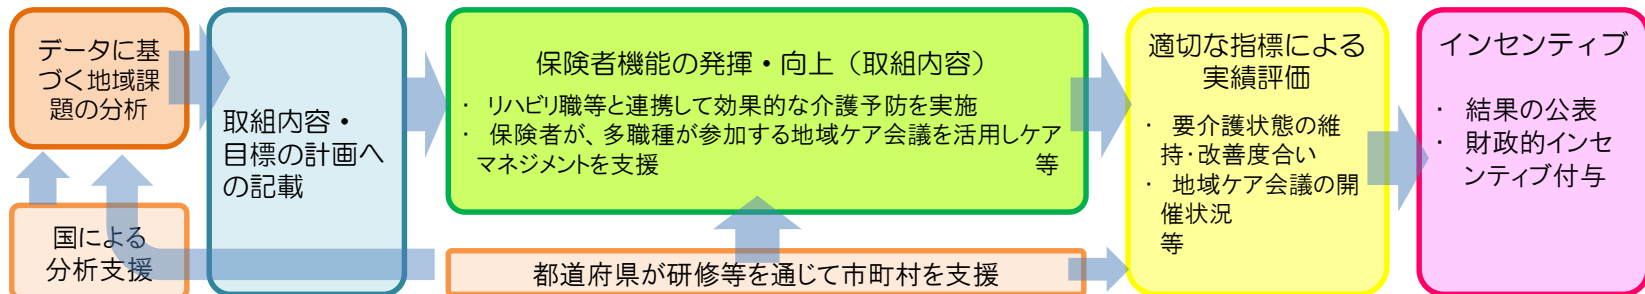 データに基
づく地域課
題の分析
国による
分析支援
取組内容・
目標の計画へ
の記載
保険者機能の発揮・向上（取組内容）
・ リハビリ職等と連携して効果的な介護予防を実施
・ 保険者が、多職種が参加する地域ケア会議を活用しケア
マネジメントを支援 等
都道府県が研修等を通じて市町村を支援
適切な指標による
実績評価
・ 要介護状態の維
持・改善度合い
・ 地域ケア会議の開
催状況
等
インセンティブ
・ 結果の公表
・ 財政的インセ
ンティブ付与